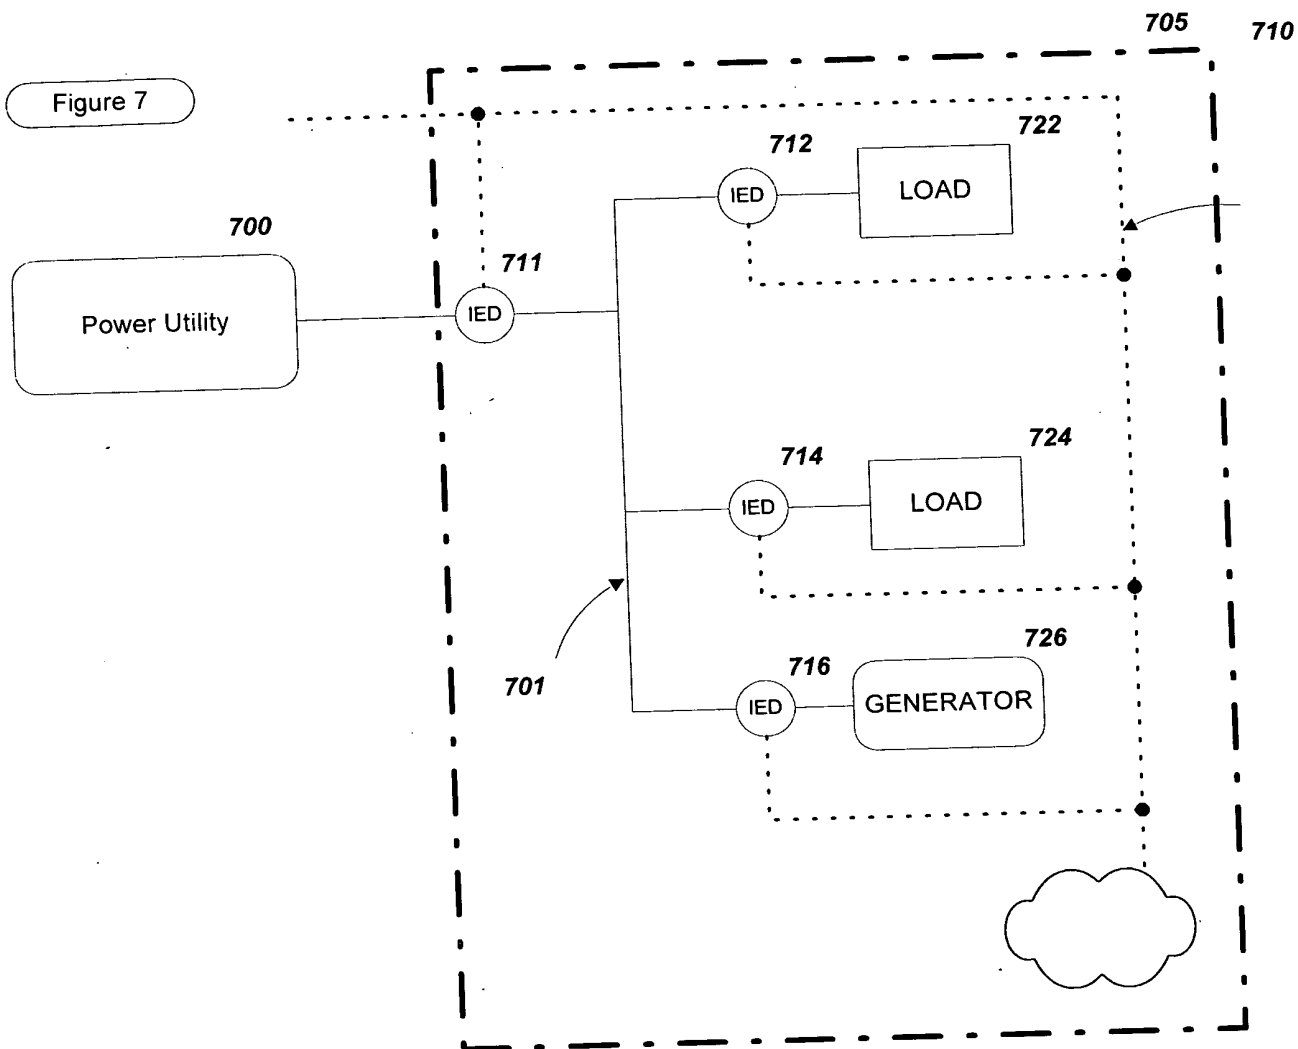 705
710
Figure 7
712
722
IED
LOAD
700
711
Power Utility
IED
714
724
IED
LOAD
701
716
726
IED
GENERATOR